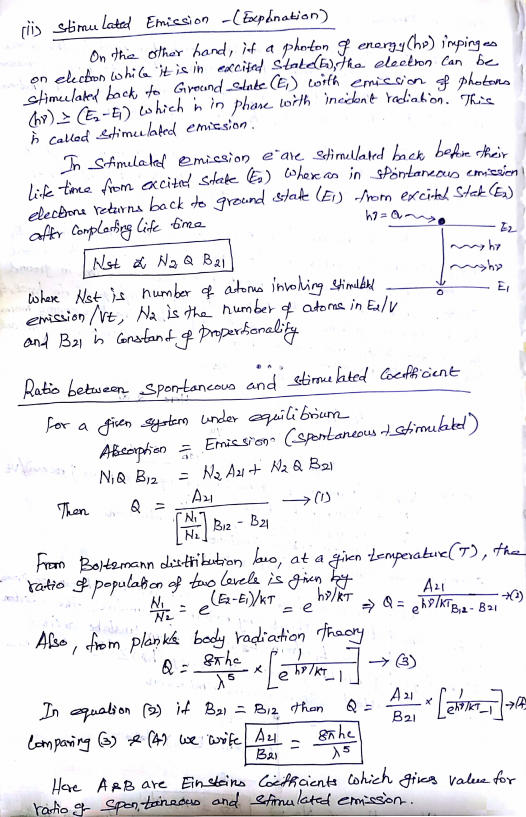 (ii) Stimulated Emission -(Explanation)
On the other hand, if a photon of energy (hν) impinges
on electron while it is in excited State(E₂), the electron can be
stimulated back to Ground state (E₁) with emission of photons
(hν) ≥ (E₂-E₁) which is in phase with incident radiation. This
is called stimulated emission.
In Stimulated emission e⁻ are stimulated back before their
life time from excited state (E₂) whereas in spontaneous emission
electrons returns back to ground state (E₁) from excited State (E₂)
after completing life time
hν = Q
E₂
hν
hν
E₁
Nst α N₂ Q B₂₁
where Nst is number of atoms involving stimulated
emission /Vt, N₂ is the number of atoms in E₂/V
and B₂₁ is Constant of Proportionality
Ratio between spontaneous and stimulated Coefficient
For a given system under equilibrium
Absorption = Emission (spontaneous + stimulated)
N₁Q B₁₂ = N₂ A₂₁ + N₂ Q B₂₁
Then Q = A₂₁ / [N₁/N₂] B₁₂ - B₂₁ → (1)
From Boltzmann distribution law, at a given temperature (T), the
ratio of population of two levels is given by
N₁/N₂ = e^(E₂-E₁)/kT = e^hν/kT ⇒ Q = A₂₁ / e^hν/kT B₁₂ - B₂₁ → (2)
Also, from plank's body radiation theory
Q = 8πhc/λ⁵ × [1 / e^hν/kT - 1] → (3)
In equation (2) if B₂₁ = B₁₂ then Q = A₂₁/B₂₁ × [1 / e^hν/kT - 1] → (4)
Comparing (3) & (4) we write A₂₁/B₂₁ = 8πhc/λ⁵
Here A & B are Einsteins Coefficients which gives value for
ratio of spontaneous and stimulated emission.